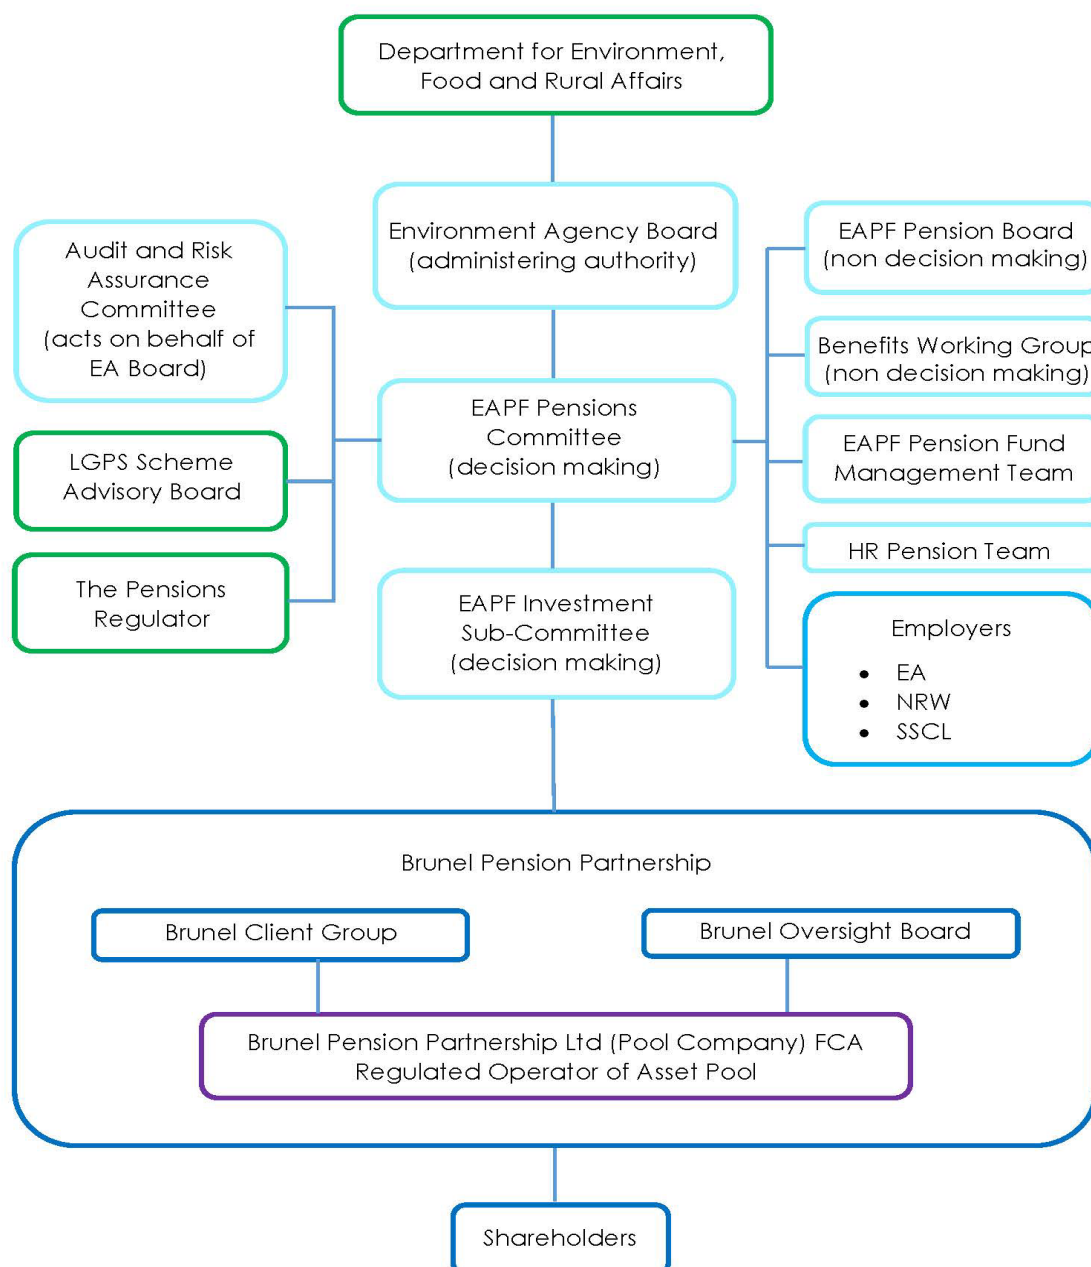 Department for Environment,
Food and Rural Affairs
Environment Agency Board
(administering authority)
Audit and Risk
Assurance
Committee
(acts on behalf of
EA Board)
EAPF Pension Board
(non decision making)
Benefits Working Group
(non decision making)
EAPF Pensions
Committee
(decision making)
LGPS Scheme
Advisory Board
EAPF Pension Fund
Management Team
HR Pension Team
The Pensions
Regulator
EAPF Investment
Sub-Committee
(decision making)
Employers
• EA
• NRW
• SSCL
Brunel Pension Partnership
Brunel Client Group
Brunel Oversight Board
Brunel Pension Partnership Ltd (Pool Company) FCA
Regulated Operator of Asset Pool
Shareholders